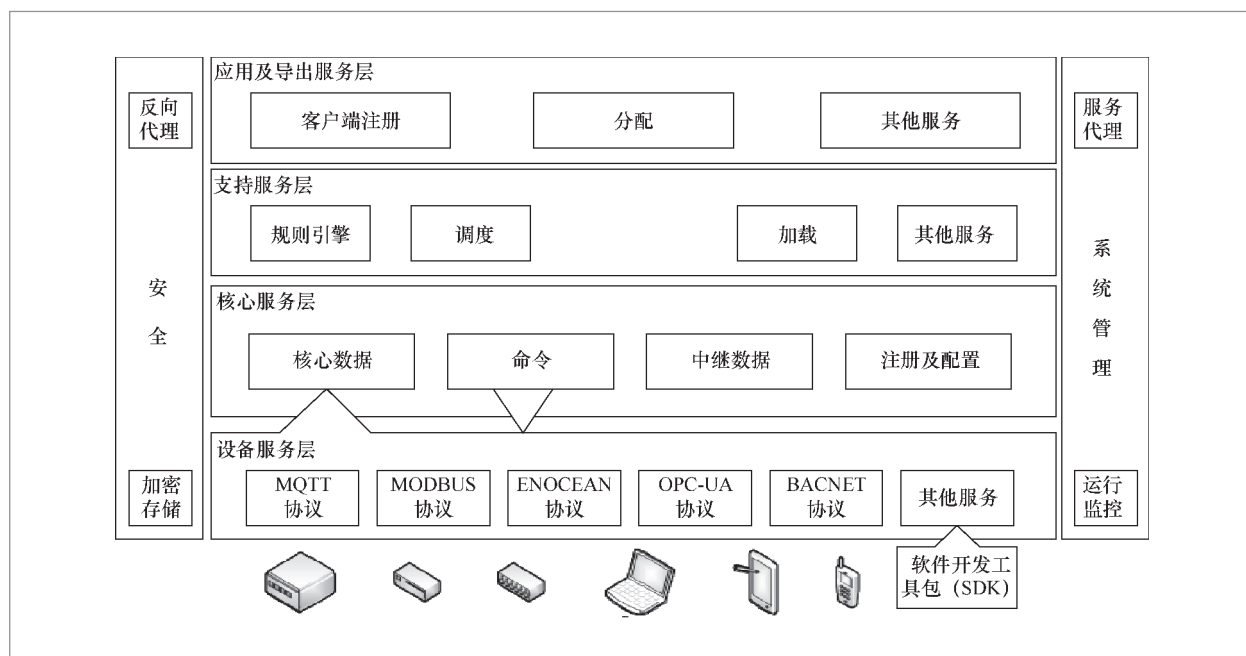 应用及导出服务层
反向
代理
客户端注册
分配
其他服务
服务
代理
支持服务层
规则引擎
调度
加载
其他服务
安
全
系
统
管
理
核心服务层
核心数据
命令
中继数据
注册及配置
设备服务层
加密
存储
MQTT
协议
MODBUS
协议
ENOCEAN
协议
OPC-UA
协议
BACNET
协议
其他服务
运行
监控
软件开发工
具包（SDK）